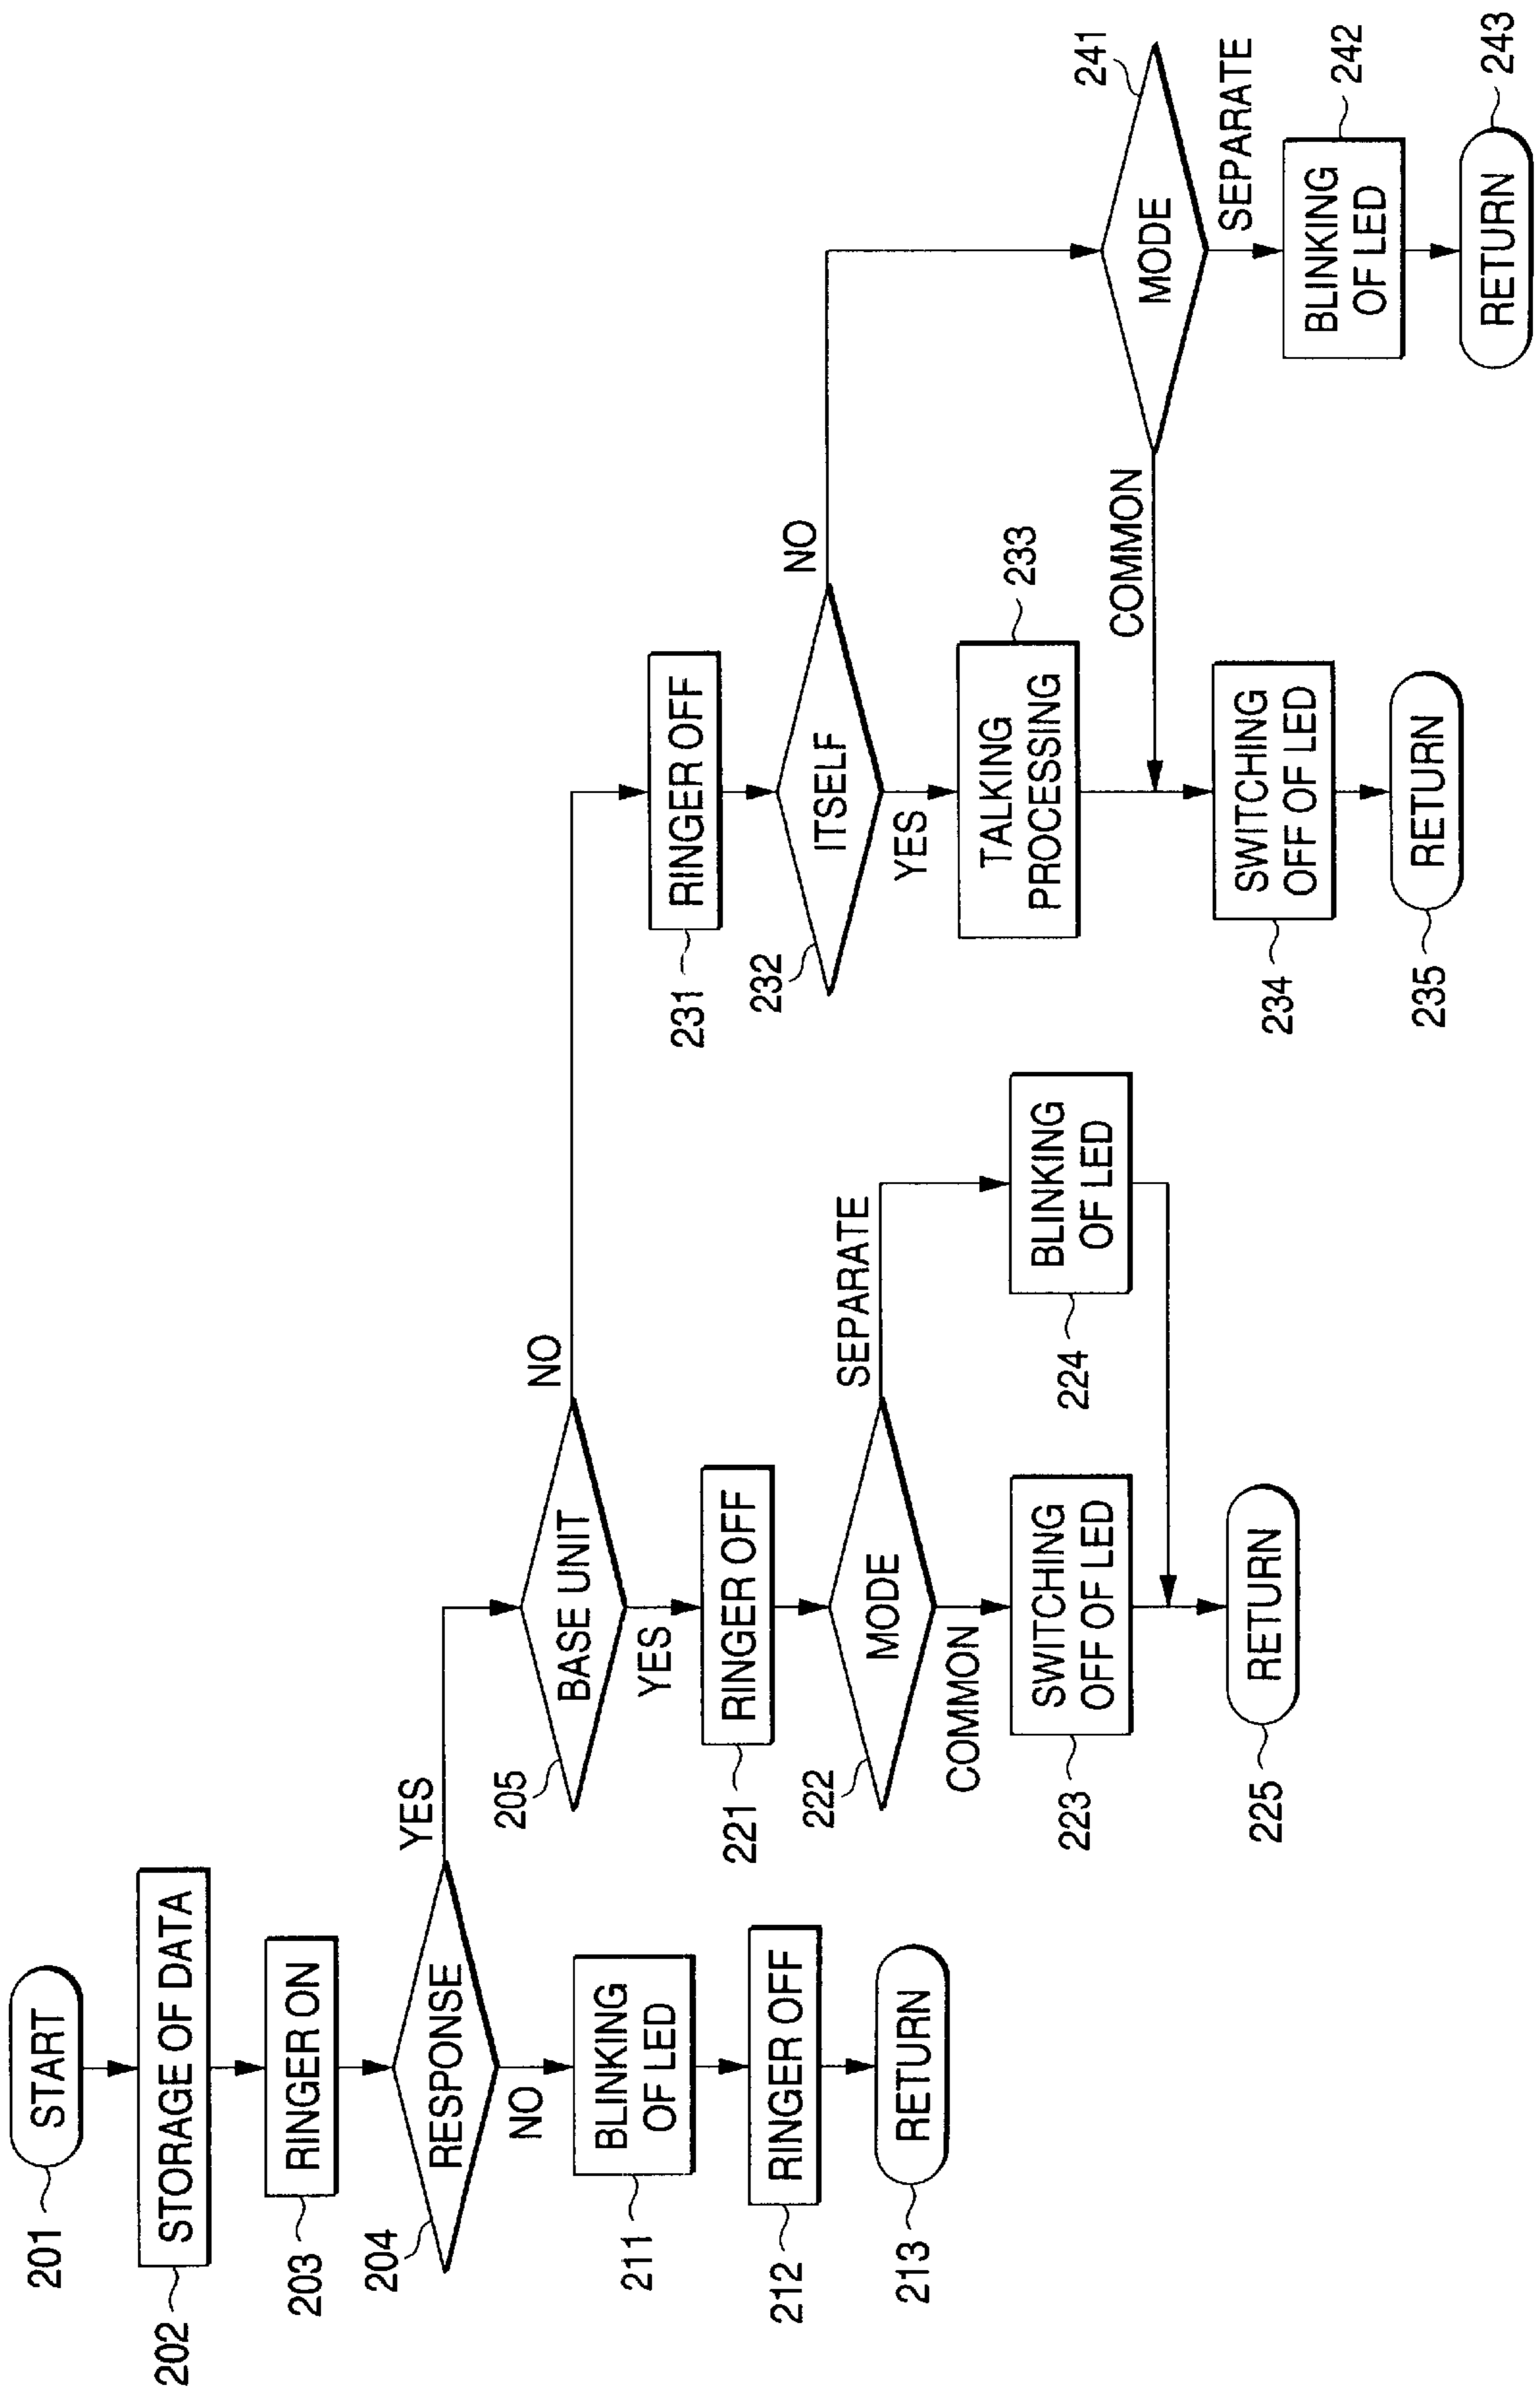 START
201
STORAGE OF DATA
202
RINGER ON
203
RESPONSE
204
YES
NO
BLINKING
OF LED
211
RINGER OFF
212
RETURN
213
BASE UNIT
205
NO
YES
RINGER OFF
221
MODE
222
SEPARATE
COMMON
SWITCHING
OFF OF LED
223
BLINKING
OF LED
224
RETURN
225
RINGER OFF
231
ITSELF
232
NO
YES
TALKING
PROCESSING
233
SWITCHING
OFF OF LED
234
RETURN
235
MODE
241
COMMON
SEPARATE
BLINKING
OF LED
242
RETURN
243